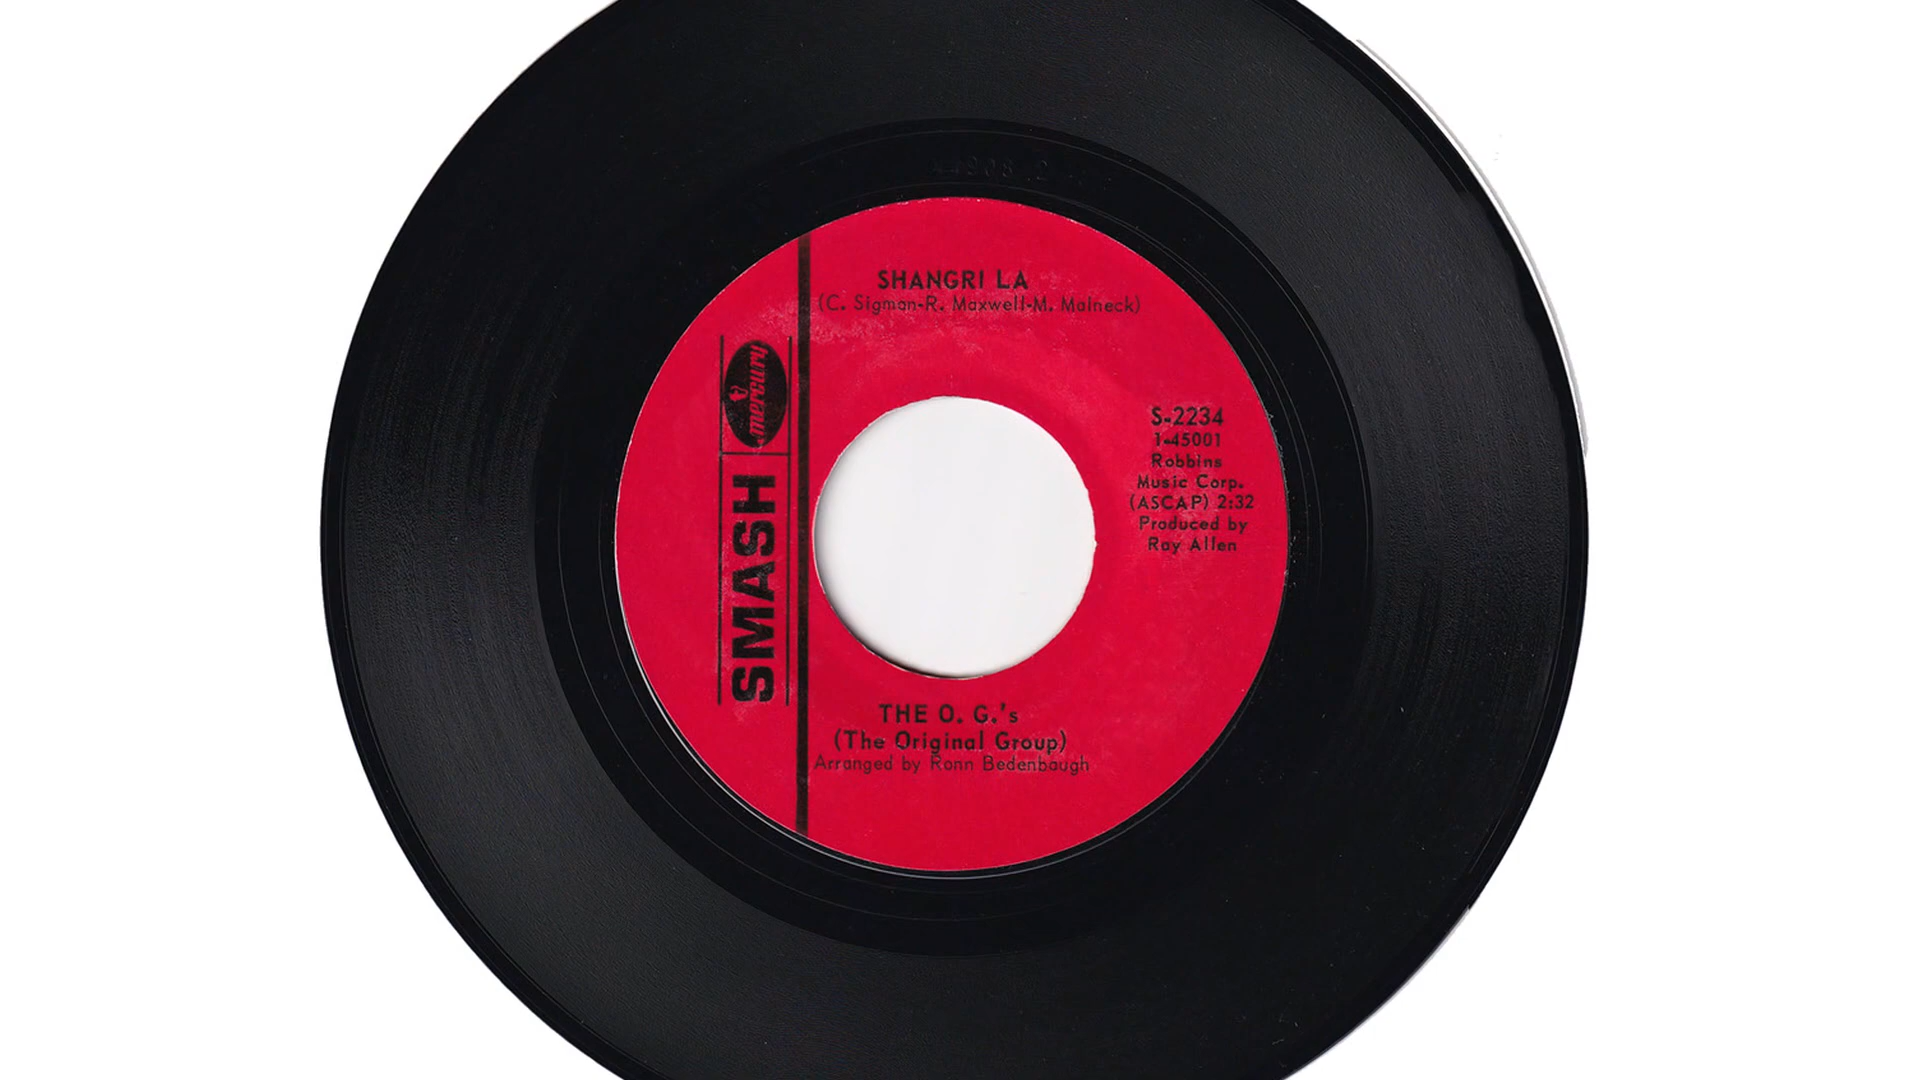 SHANGRI LA
(C. Sigman-R. Maxwell-M. Malneck)
mercury
SMASH
S-2234
1-45001
Robbins
Music Corp.
(ASCAP) 2:32
Produced by
Ray Allen
THE O. G.'s
(The Original Group)
Arranged by Ronn Bedenbaugh